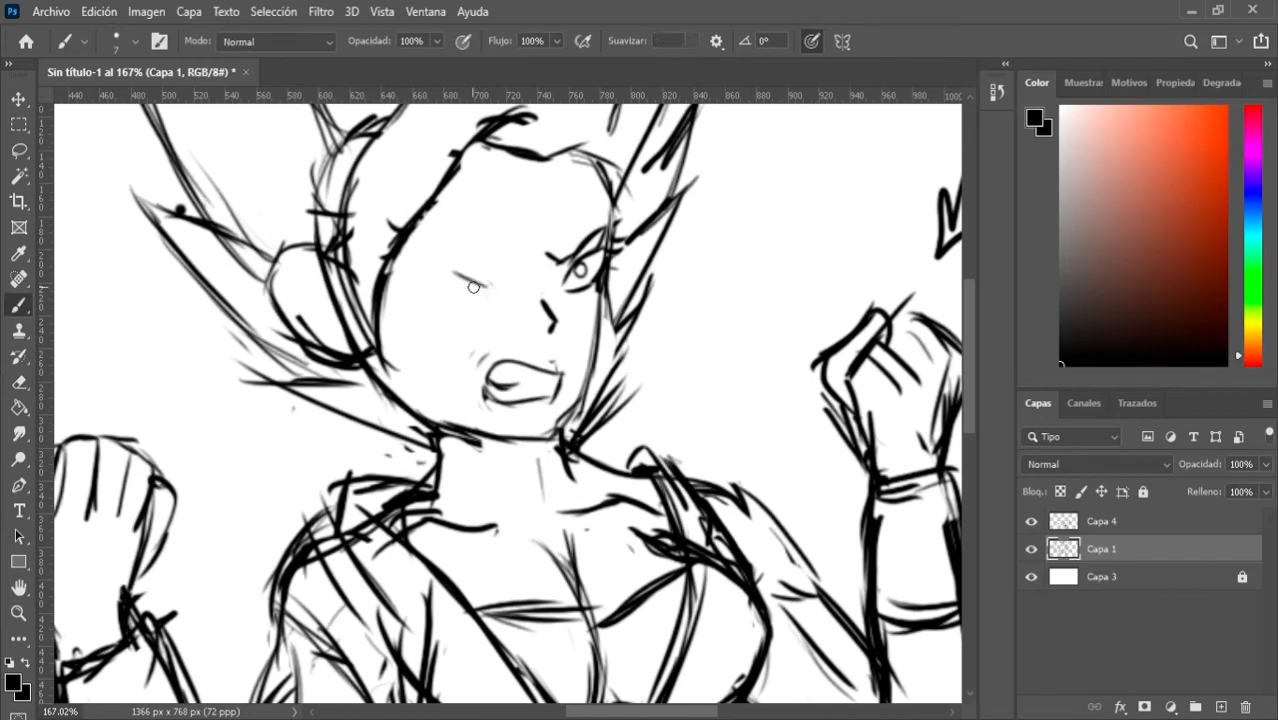 Ps Archivo Edición Imagen Capa Texto Selección Filtro 3D Vista Ventana Ayuda
7 Modo: Normal Opacidad: 100% Flujo: 100% Suavizar: 0°
Sin título-1 al 167% (Capa 1, RGB/8#) * ×
440 460 480 500 520 540 560 580 600 620 640 660 680 700 720 740 760 780 800 820 840 860 880 900 920 940 960 980 1000
Color Muestras Motivos Propieda Degrada
Capas Canales Trazados
Tipo
Normal Opacidad: 100%
Bloq.: Relleno: 100%
Capa 4
Capa 1
Capa 3
167.02% 1366 px x 768 px (72 ppp)